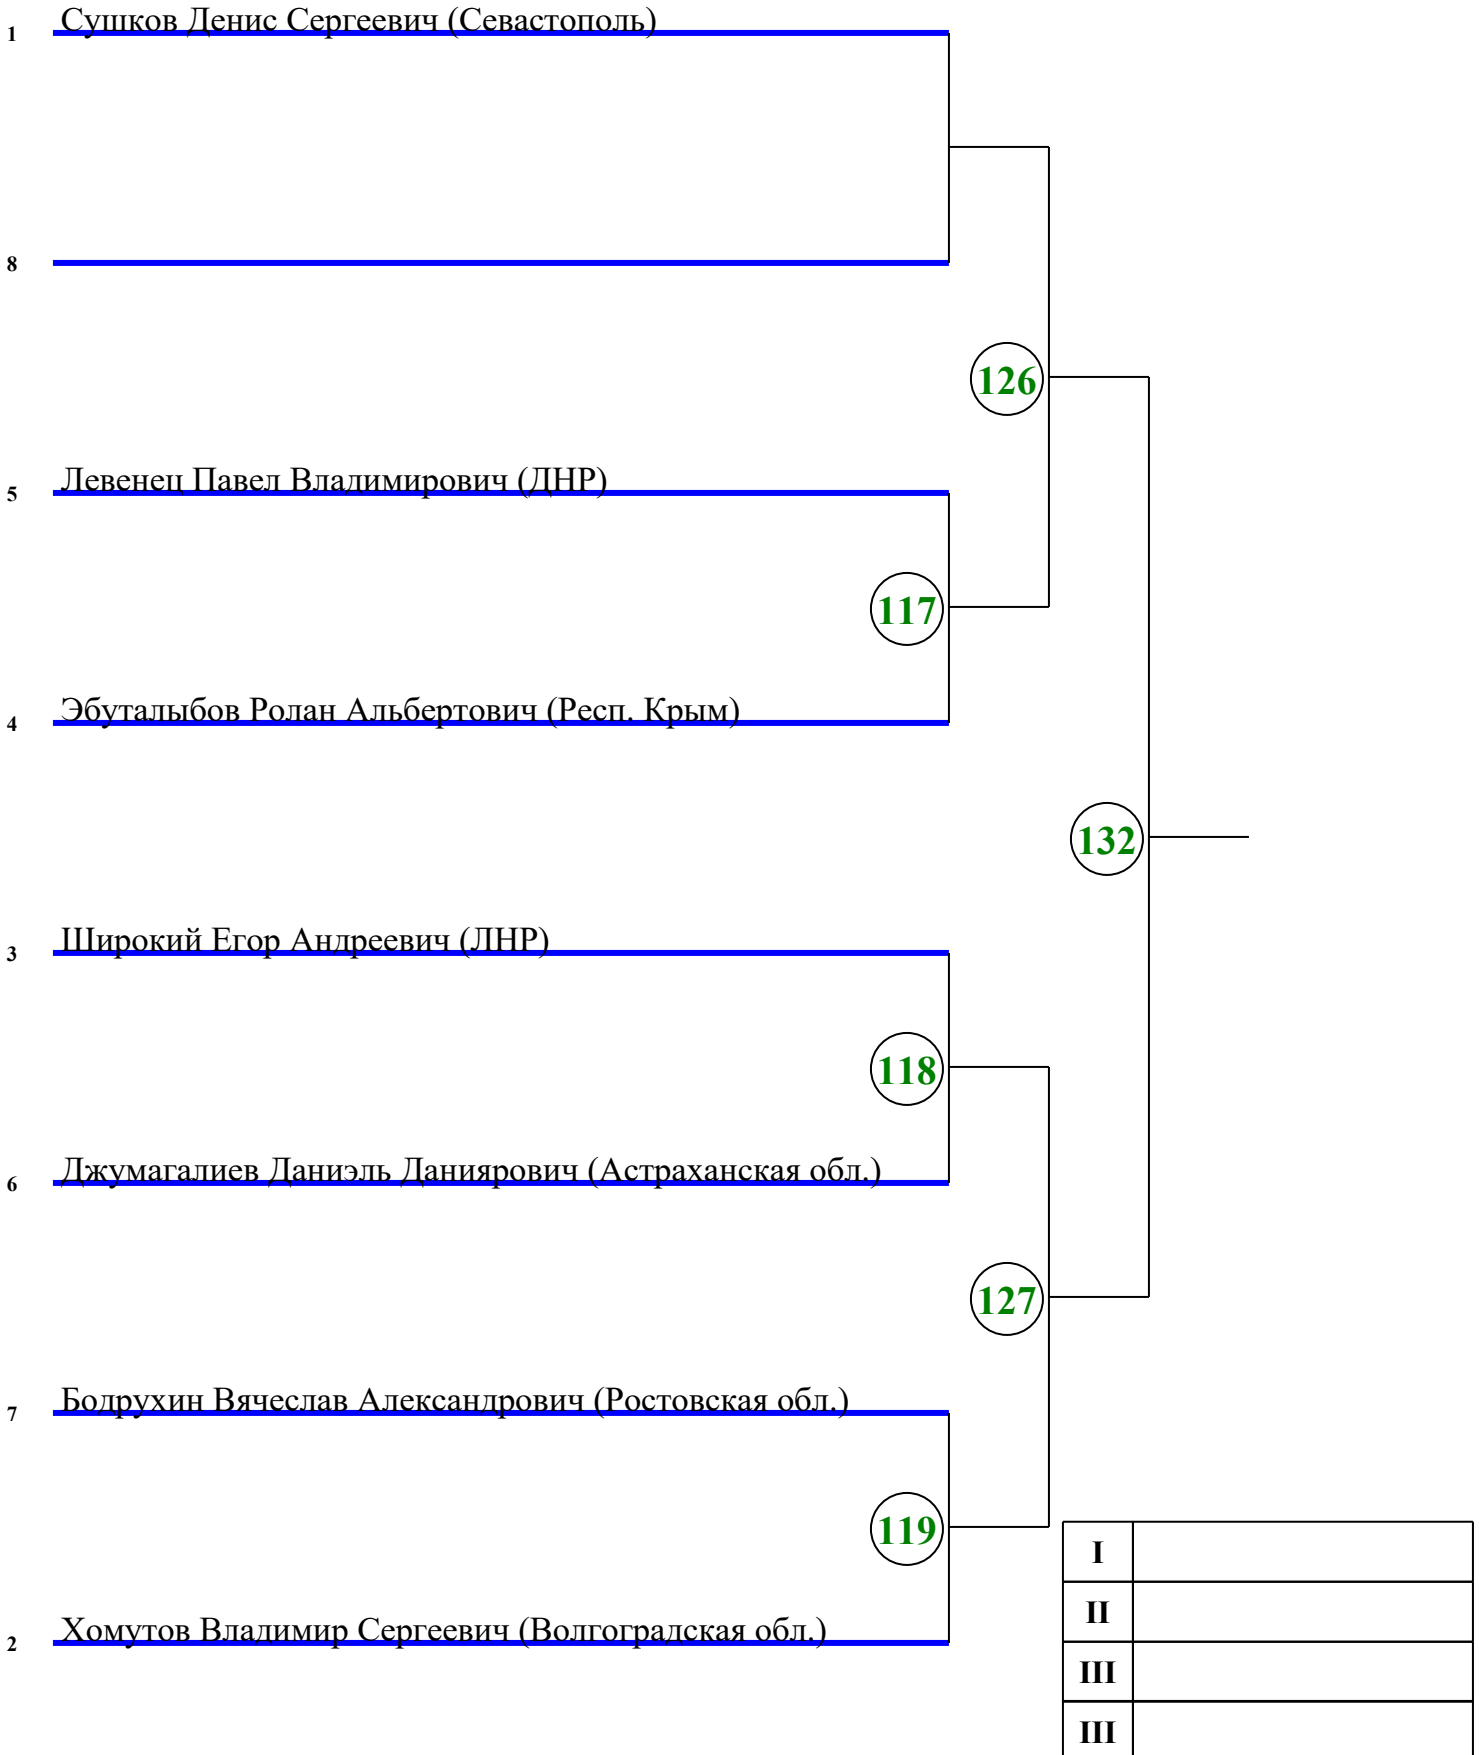 1 Сушков Денис Сергеевич (Севастополь)
8
126
5 Левенец Павел Владимирович (ДНР)
117
4 Эбуталыбов Ролан Альбертович (Респ. Крым)
132
3 Широкий Егор Андреевич (ЛНР)
118
6 Джумагалиев Даниэль Даниярович (Астраханская обл.)
127
7 Бодрухин Вячеслав Александрович (Ростовская обл.)
119
I
II
2 Хомутов Владимир Сергеевич (Волгоградская обл.)
III
III